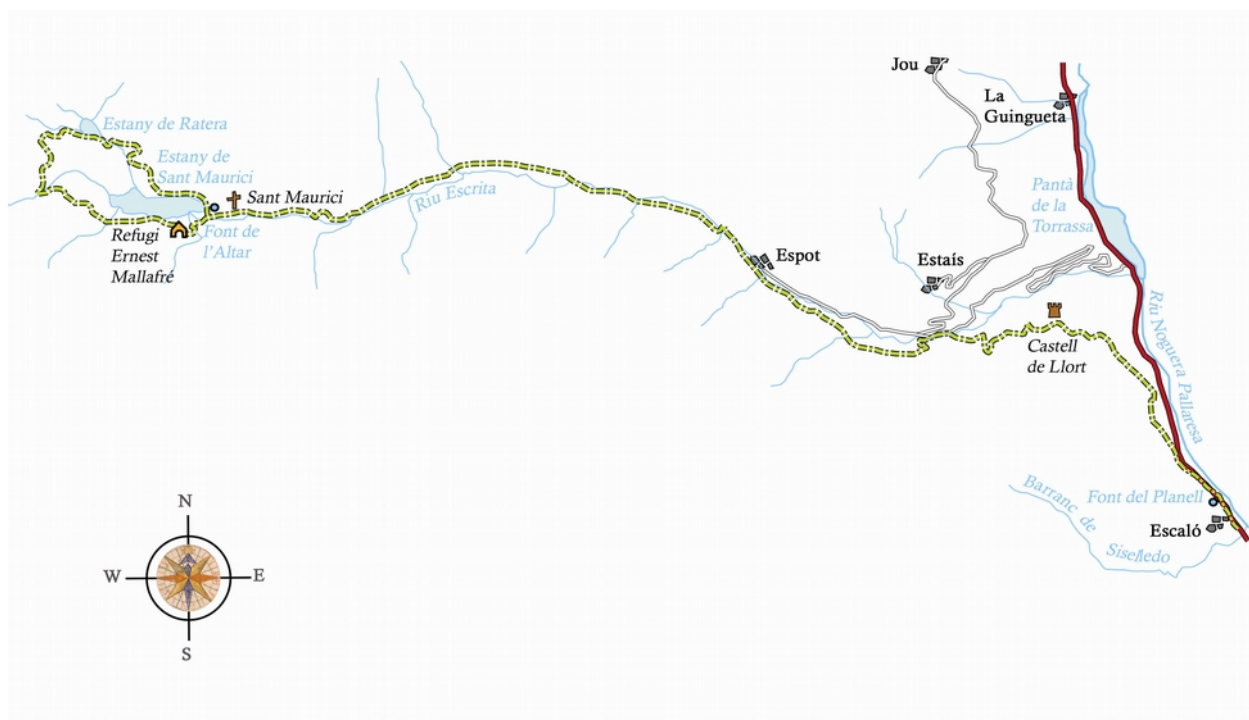 Jou
La
Guingueta
Estany de Ratera
Estany de
Sant Maurici
Sant Maurici
Riu Escrita
Pantà
de la
Torrassa
Refugi
Ernest
Mallafré
Font de
l'Altar
Espot
Estaís
Castell
de Llort
Riu Noguera Pallaresa
Barranc de
Siselledo
Font del Planell
Escaló
N
W
E
S